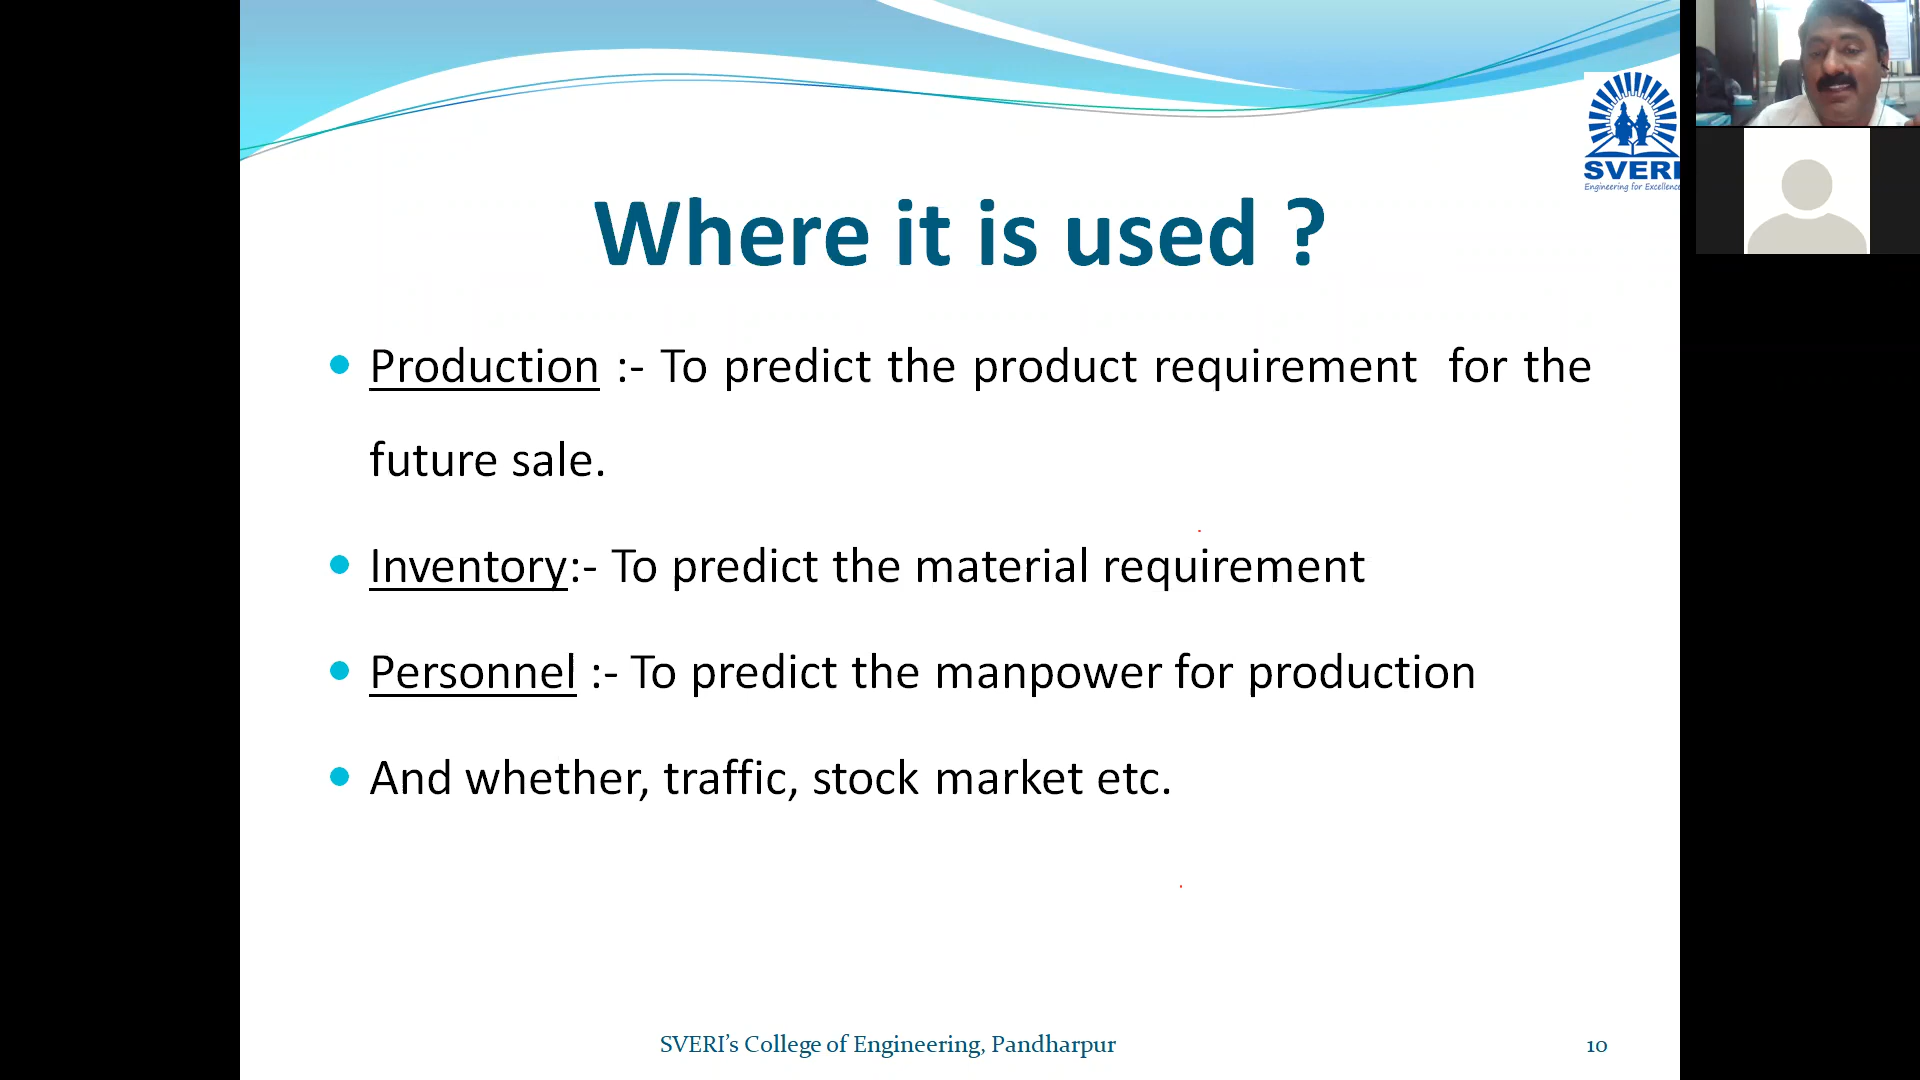 SVERI
Engineering for Excellence
Where it is used ?
Production :- To predict the product requirement for the
future sale.
Inventory:- To predict the material requirement
Personnel :- To predict the manpower for production
And whether, traffic, stock market etc.
SVERI's College of Engineering, Pandharpur
10